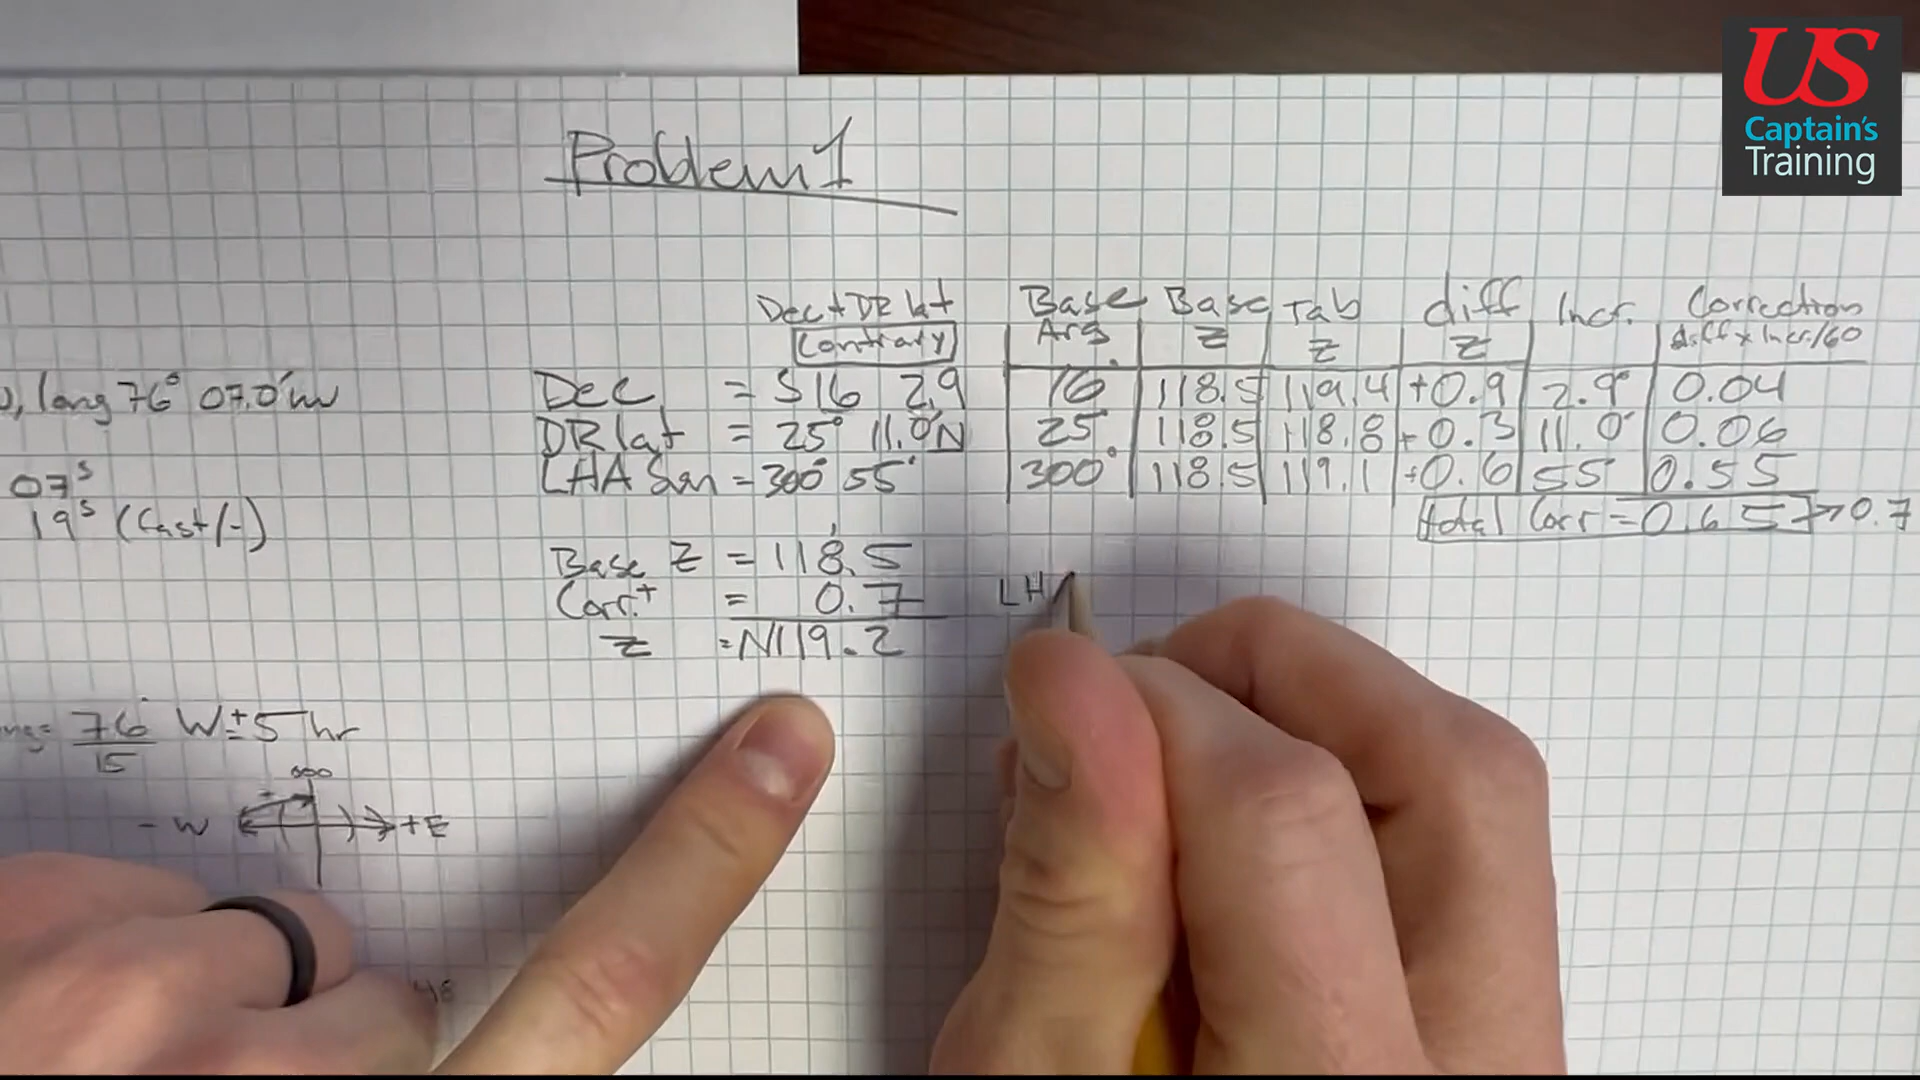 US
Captain's
Training
Problem 1
Dec + DR lat
Contrary
Base Arg. | Base Z | Tab Z | diff Z | Incr. | Correction diff x Incr./60
Dec = S16 2.9 | 16 | 118.5 | 119.4 | +0.9 | 2.9' | 0.04
DR lat = 25° 11.0'N | 25 | 118.5 | 118.8 | +0.3 | 11.0' | 0.06
LHA Sun = 300° 55' | 300° | 118.5 | 119.1 | +0.6 | 55' | 0.55
total Corr = 0.65 → 0.7
Base Z = 118.5
Corr.+ = 0.7
Z = N119.2
LHA
, long 76° 07.0'W
07s
19s (fast/-)
76 W ± 5 hr
15
000
- W +E
48